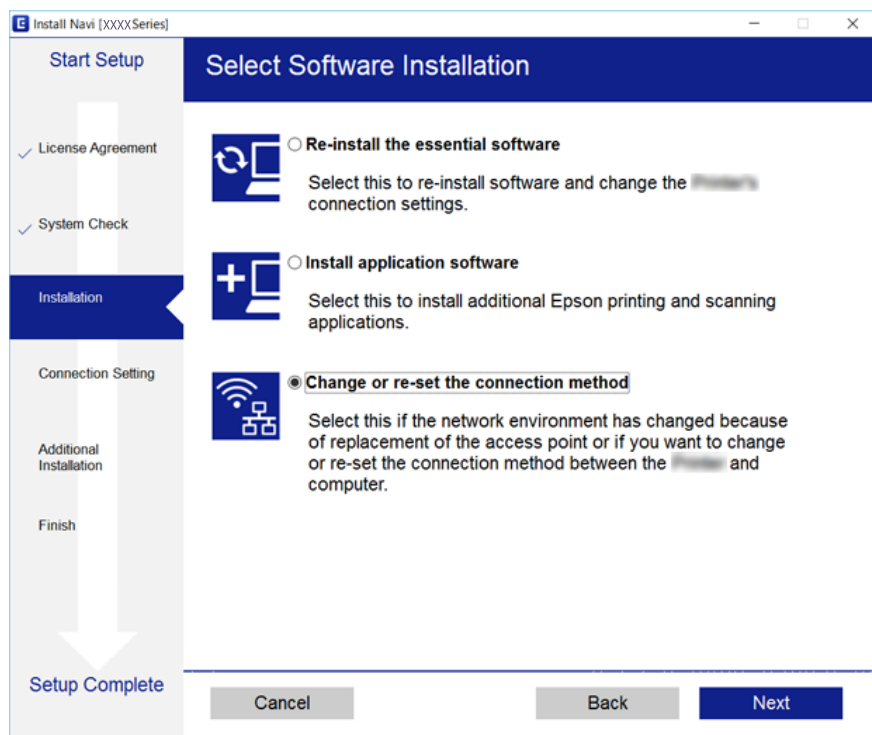 Install Navi [XXXX Series]
Start Setup
License Agreement
System Check
Installation
Connection Setting
Additional
Installation
Finish
Setup Complete
Select Software Installation
Re-install the essential software
Select this to re-install software and change the
connection settings.
Install application software
Select this to install additional Epson printing and scanning
applications.
Change or re-set the connection method
Select this if the network environment has changed because
of replacement of the access point or if you want to change
or re-set the connection method between the and
computer.
Cancel
Back
Next